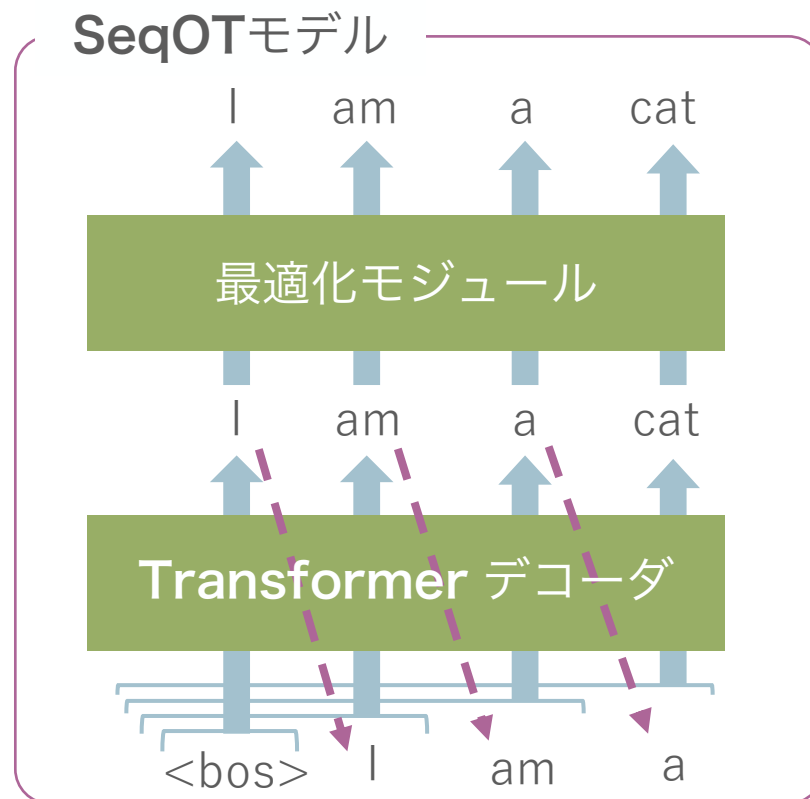 SeqOTモデル
I am a cat
最適化モジュール
I am a cat
Transformer デコーダ
<bos> I am a